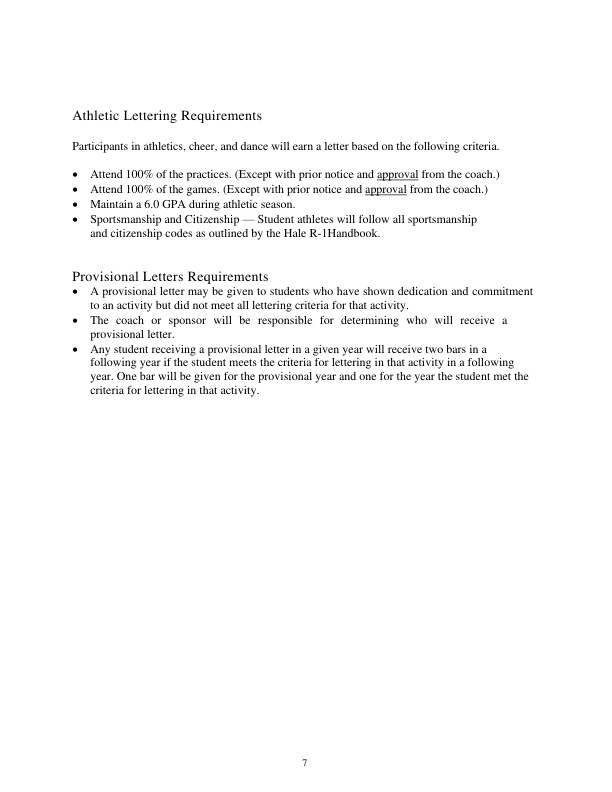 Athletic Lettering Requirements
Participants in athletics, cheer, and dance will earn a letter based on the following criteria.
• Attend 100% of the practices. (Except with prior notice and approval from the coach.)
• Attend 100% of the games. (Except with prior notice and approval from the coach.)
• Maintain a 6.0 GPA during athletic season.
• Sportsmanship and Citizenship — Student athletes will follow all sportsmanship
and citizenship codes as outlined by the Hale R-1Handbook.
Provisional Letters Requirements
• A provisional letter may be given to students who have shown dedication and commitment
to an activity but did not meet all lettering criteria for that activity.
• The coach or sponsor will be responsible for determining who will receive a
provisional letter.
• Any student receiving a provisional letter in a given year will receive two bars in a
following year if the student meets the criteria for lettering in that activity in a following
year. One bar will be given for the provisional year and one for the year the student met the
criteria for lettering in that activity.
7